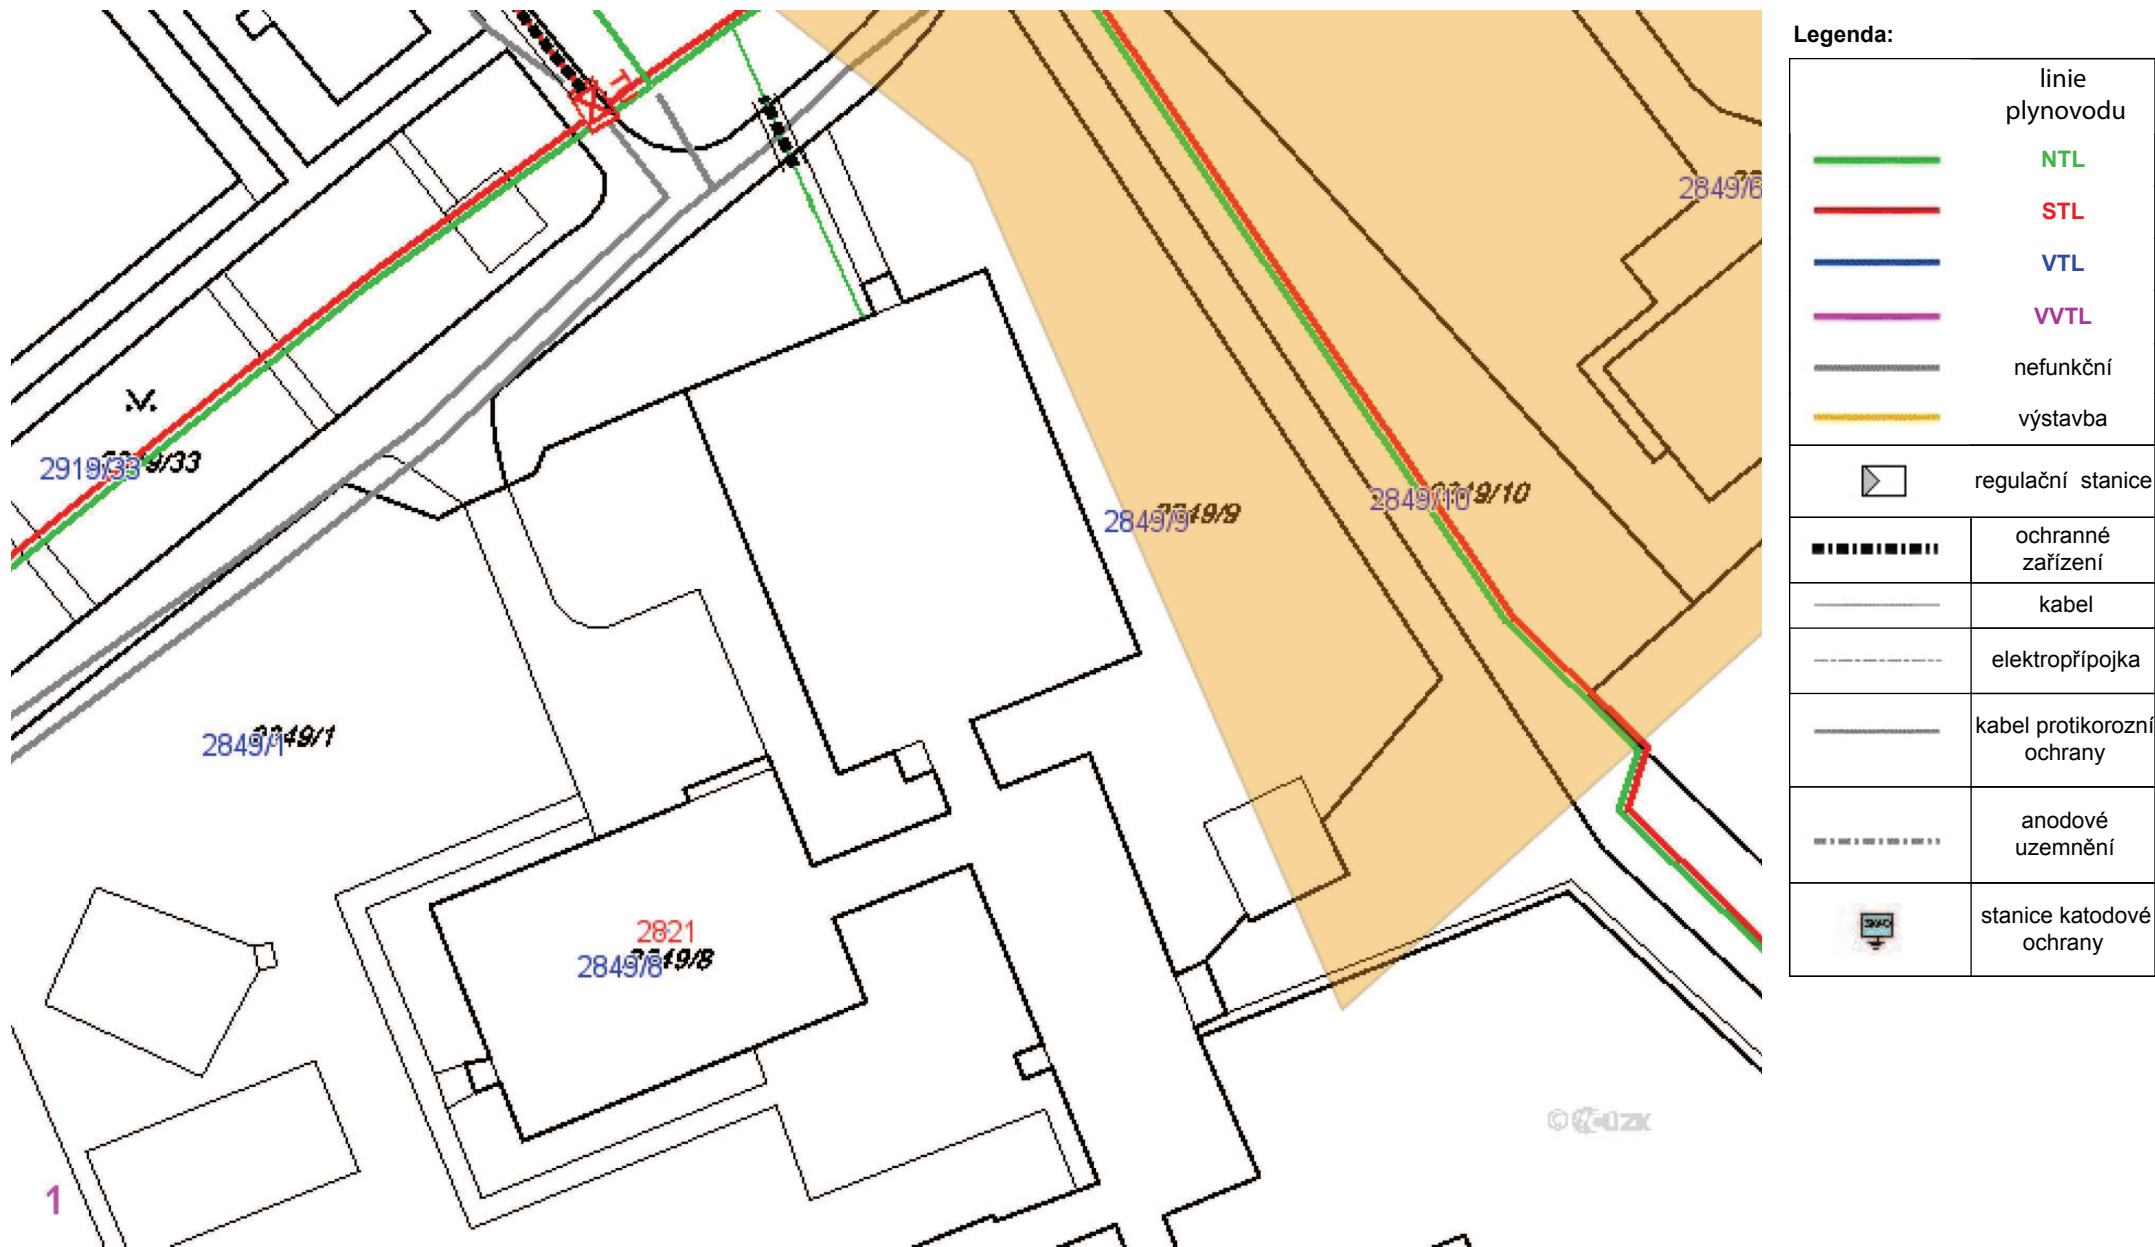 Legenda:
linie
plynovodu
NTL
STL
VTL
VVTL
nefunkční
výstavba
regulační stanice
ochranné
zařízení
kabel
elektropřípojka
kabel protikorozní
ochrany
anodové
uzemnění
stanice katodové
ochrany
2849/6
2919/33
2849/9
2849/10
2849/1
2821
2849/8
1